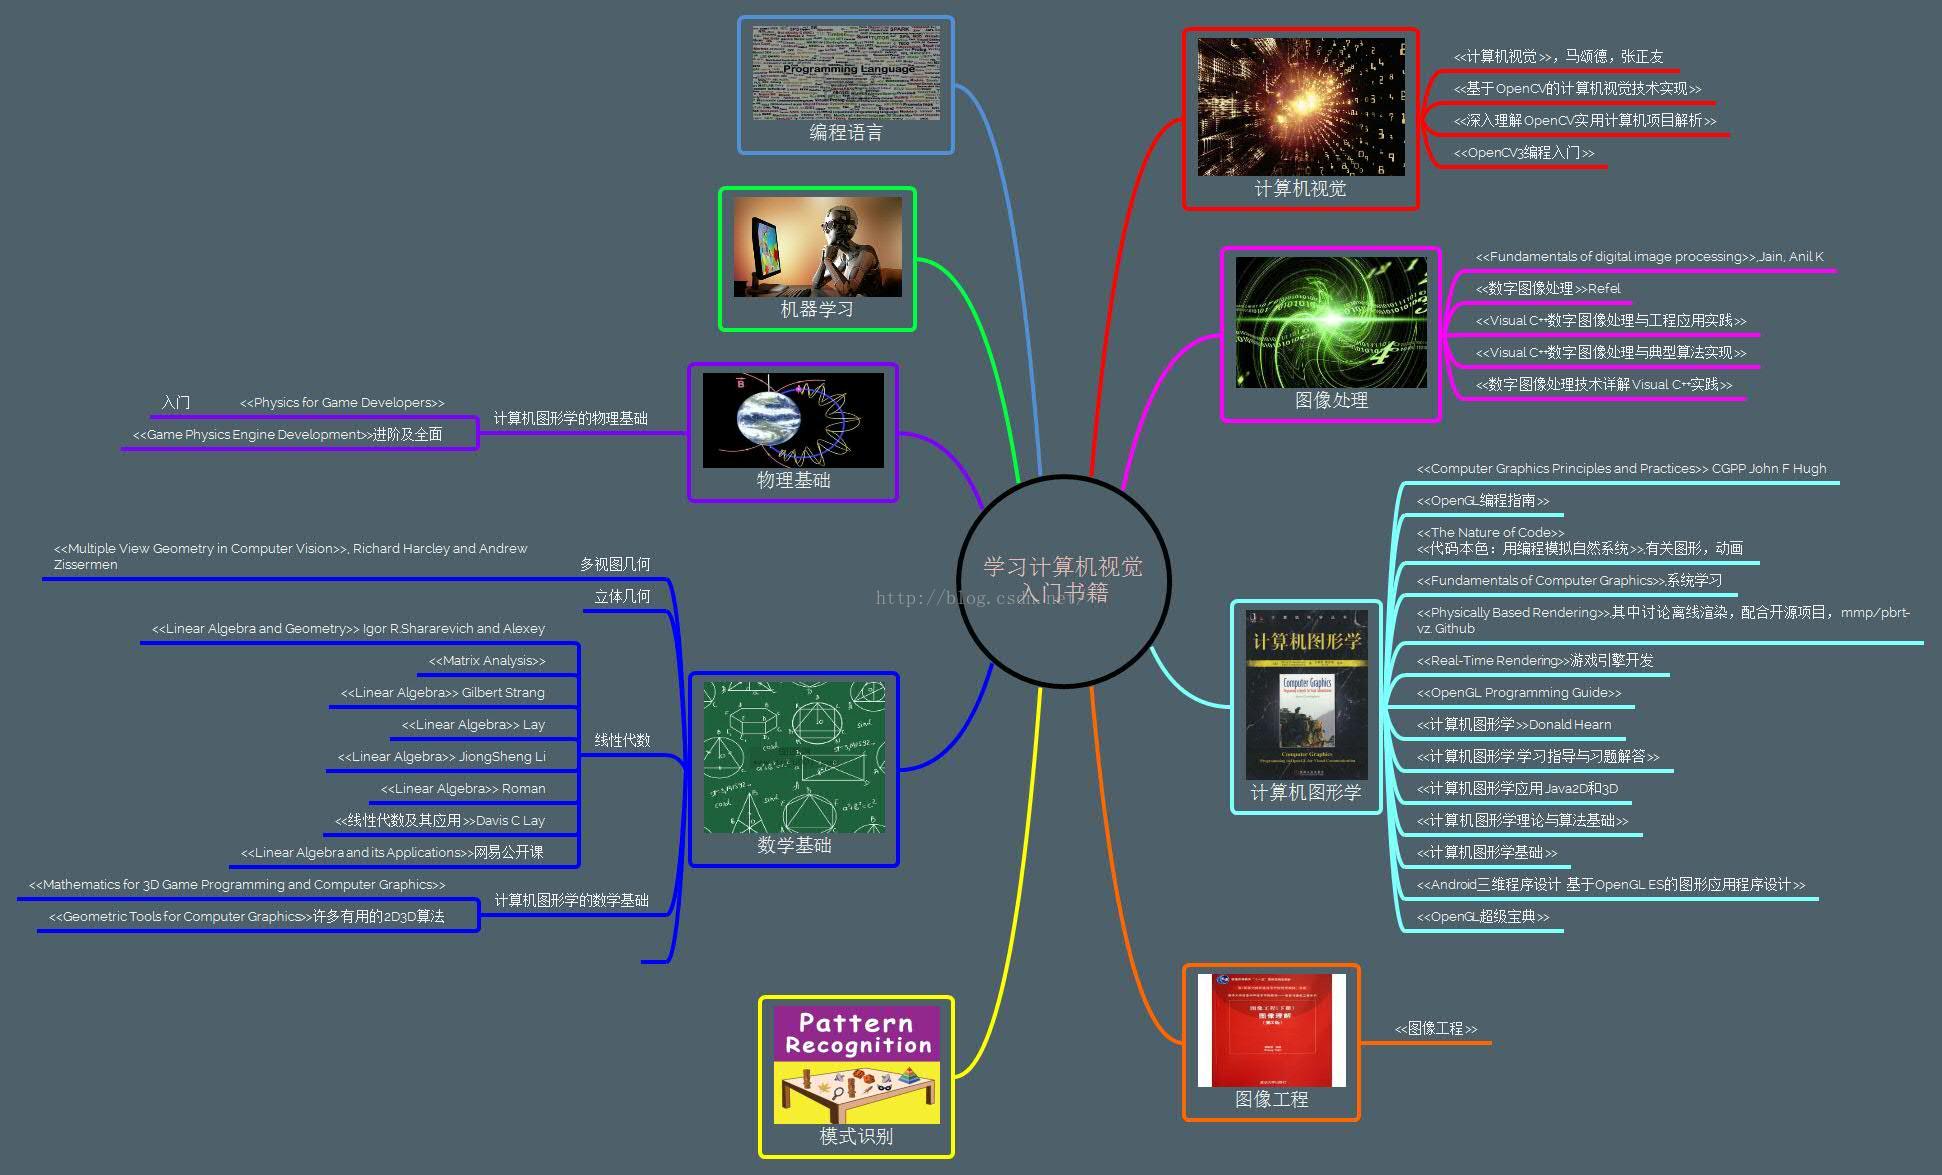 学习计算机视觉
入门书籍
http://blog.csdn.net/
Programming Language
编程语言
机器学习
物理基础
计算机图形学的物理基础
入门 <<Physics for Game Developers>>
<<Game Physics Engine Development>>进阶及全面
数学基础
多视图几何
<<Multiple View Geometry in Computer Vision>>, Richard Harcley and Andrew
Zissermen
立体几何
线性代数
<<Linear Algebra and Geometry>> Igor R.Shararevich and Alexey
<<Matrix Analysis>>
<<Linear Algebra>> Gilbert Strang
<<Linear Algebra>> Lay
<<Linear Algebra>> JiongSheng Li
<<Linear Algebra>> Roman
<<线性代数及其应用>>Davis C Lay
<<Linear Algebra and its Applications>>网易公开课
计算机图形学的数学基础
<<Mathematics for 3D Game Programming and Computer Graphics>>
<<Geometric Tools for Computer Graphics>>许多有用的2D3D算法
Pattern
Recognition
模式识别
计算机视觉
<<计算机视觉>>，马颂德，张正友
<<基于OpenCV的计算机视觉技术实现>>
<<深入理解OpenCV实用计算机项目解析>>
<<OpenCV3编程入门>>
图像处理
<<Fundamentals of digital image processing>>,Jain, Anil K
<<数字图像处理>>Refel
<<Visual C++数字图像处理与工程应用实践>>
<<Visual C++数字图像处理与典型算法实现>>
<<数字图像处理技术详解Visual C++实践>>
计算机图形学
Computer Graphics
计算机图形学
<<Computer Graphics Principles and Practices>> CGPP John F Hugh
<<OpenGL编程指南>>
<<The Nature of Code>>
<<代码本色：用编程模拟自然系统>>.有关图形，动画
<<Fundamentals of Computer Graphics>>,系统学习
<<Physically Based Rendering>>.其中讨论离线渲染，配合开源项目，mmp/pbrt-
vz. Github
<<Real-Time Rendering>>游戏引擎开发
<<OpenGL Programming Guide>>
<<计算机图形学>>Donald Hearn
<<计算机图形学 学习指导与习题解答>>
<<计算机图形学应用 Java2D和3D
<<计算机图形学理论与算法基础>>
<<计算机图形学基础>>
<<Android三维程序设计 基于OpenGL ES的图形应用程序设计>>
<<OpenGL超级宝典>>
图像工程(下册)
图像理解
图像工程
<<图像工程>>